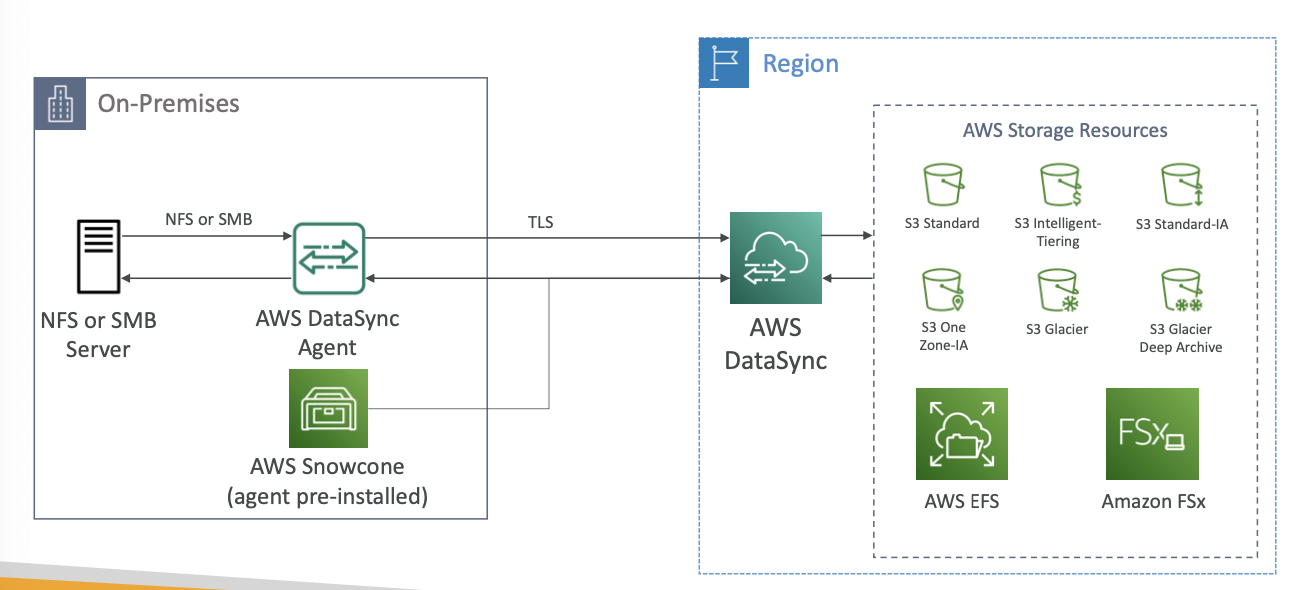 On-Premises
NFS or SMB
NFS or SMB
Server
AWS DataSync
Agent
AWS Snowcone
(agent pre-installed)
TLS
Region
AWS
DataSync
AWS Storage Resources
S3 Standard
S3 Intelligent-
Tiering
S3 Standard-IA
S3 One
Zone-IA
S3 Glacier
S3 Glacier
Deep Archive
AWS EFS
FSx
Amazon FSx